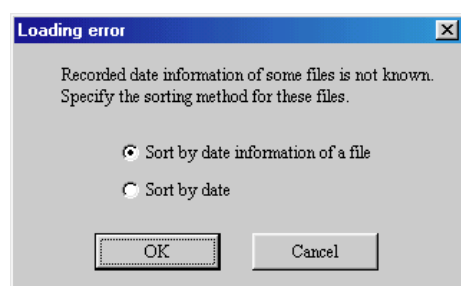 Loading error
Recorded date information of some files is not known.
Specify the sorting method for these files.
Sort by date information of a file
Sort by date
OK
Cancel